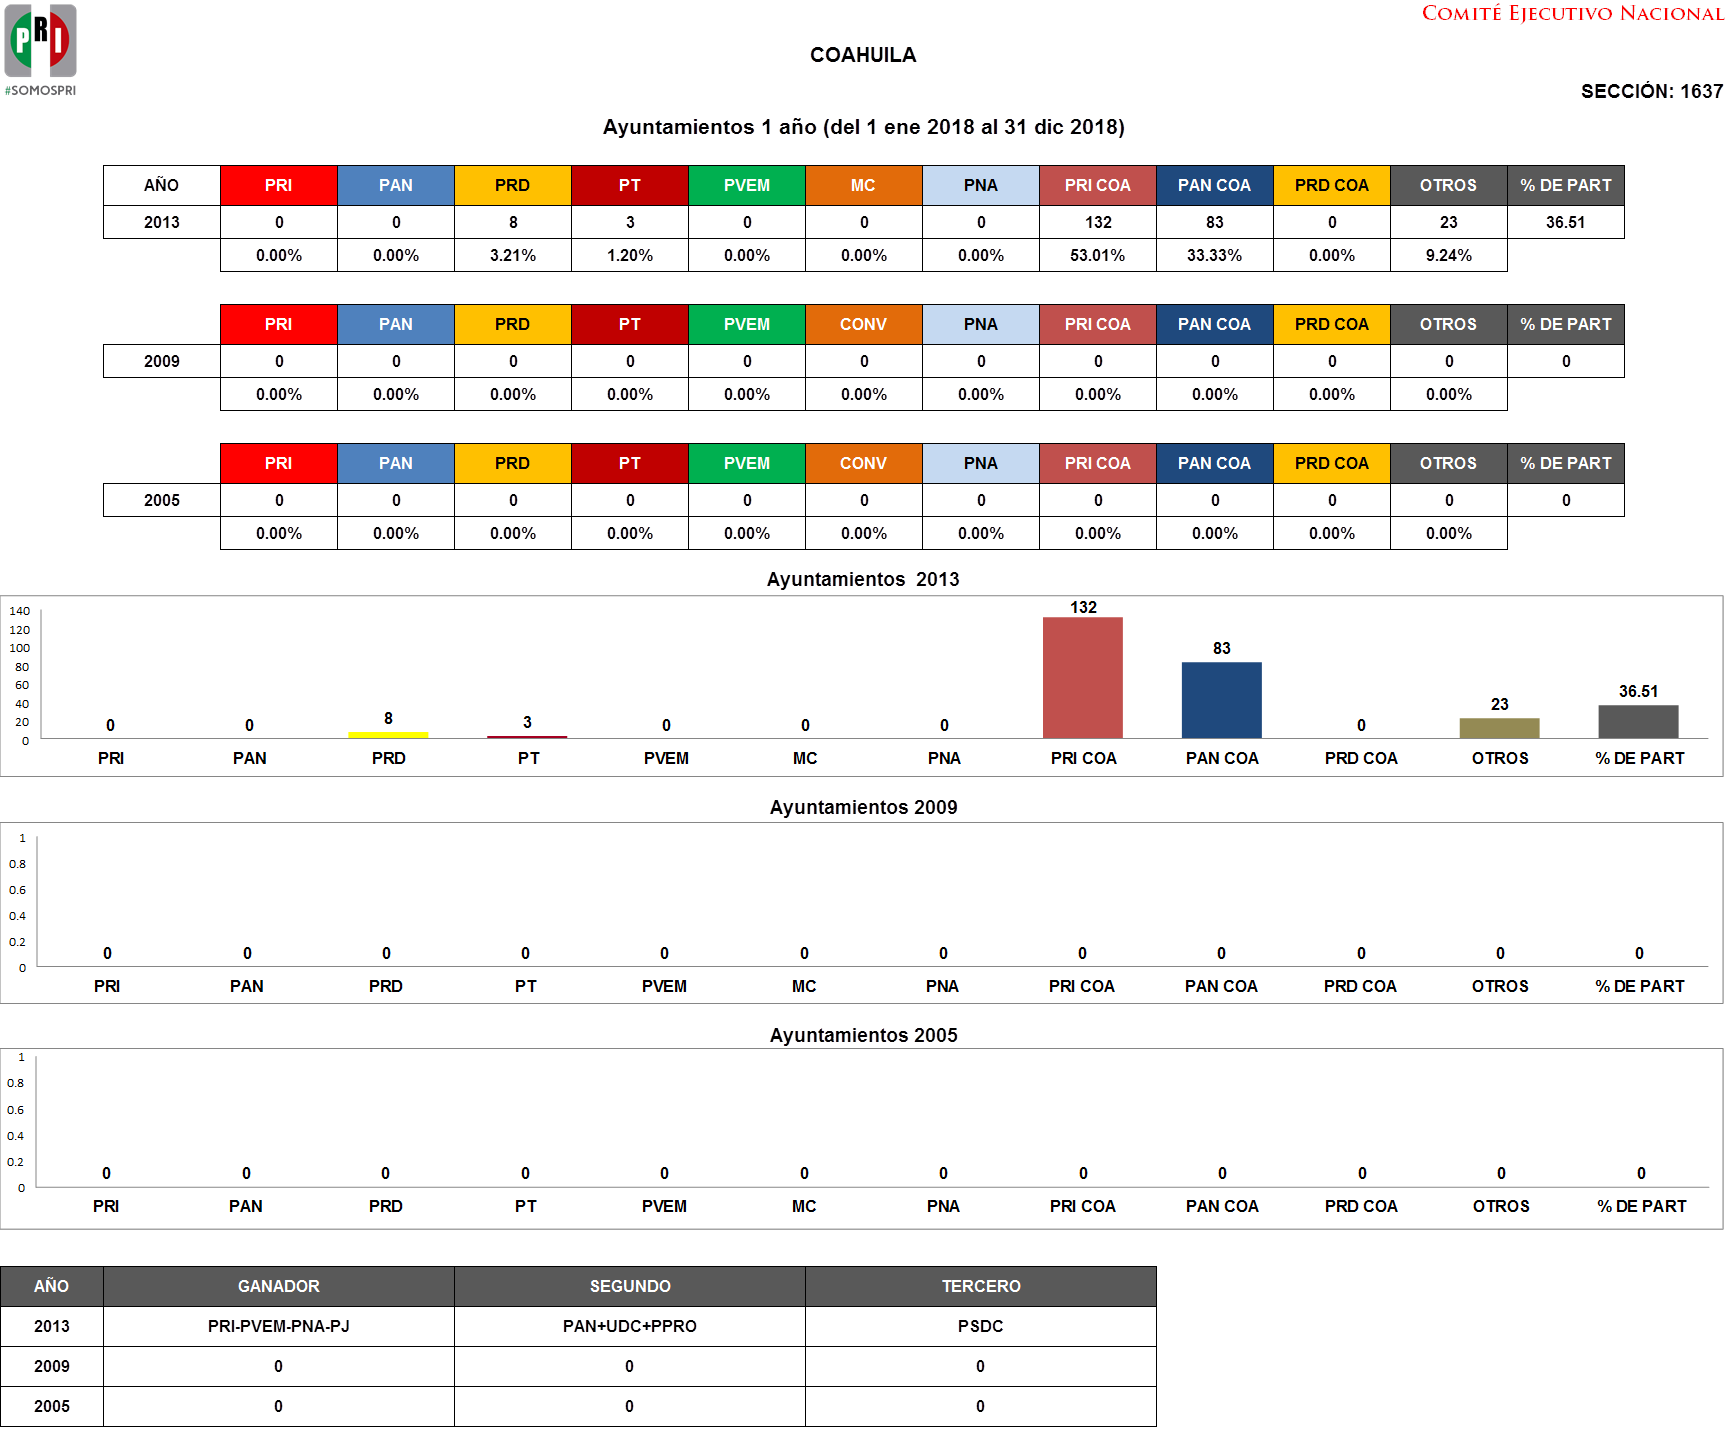 COMITÉ EJECUTIVO NACIONAL
PRI
#SOMOSPRI
COAHUILA
SECCIÓN: 1637
Ayuntamientos 1 año (del 1 ene 2018 al 31 dic 2018)
AÑO PRI PAN PRD PT PVEM MC PNA PRI COA PAN COA PRD COA OTROS % DE PART
2013 0 0 8 3 0 0 0 132 83 0 23 36.51
0.00% 0.00% 3.21% 1.20% 0.00% 0.00% 0.00% 53.01% 33.33% 0.00% 9.24%
PRI PAN PRD PT PVEM CONV PNA PRI COA PAN COA PRD COA OTROS % DE PART
2009 0 0 0 0 0 0 0 0 0 0 0 0
0.00% 0.00% 0.00% 0.00% 0.00% 0.00% 0.00% 0.00% 0.00% 0.00% 0.00%
PRI PAN PRD PT PVEM CONV PNA PRI COA PAN COA PRD COA OTROS % DE PART
2005 0 0 0 0 0 0 0 0 0 0 0 0
0.00% 0.00% 0.00% 0.00% 0.00% 0.00% 0.00% 0.00% 0.00% 0.00% 0.00%
Ayuntamientos 2013
140
120
100
80
60
40
20
0
0 0 8 3 0 0 0 132 83 0 23 36.51
PRI PAN PRD PT PVEM MC PNA PRI COA PAN COA PRD COA OTROS % DE PART
Ayuntamientos 2009
1
0.8
0.6
0.4
0.2
0
0 0 0 0 0 0 0 0 0 0 0 0
PRI PAN PRD PT PVEM MC PNA PRI COA PAN COA PRD COA OTROS % DE PART
Ayuntamientos 2005
1
0.8
0.6
0.4
0.2
0
0 0 0 0 0 0 0 0 0 0 0 0
PRI PAN PRD PT PVEM MC PNA PRI COA PAN COA PRD COA OTROS % DE PART
AÑO GANADOR SEGUNDO TERCERO
2013 PRI-PVEM-PNA-PJ PAN+UDC+PPRO PSDC
2009 0 0 0
2005 0 0 0